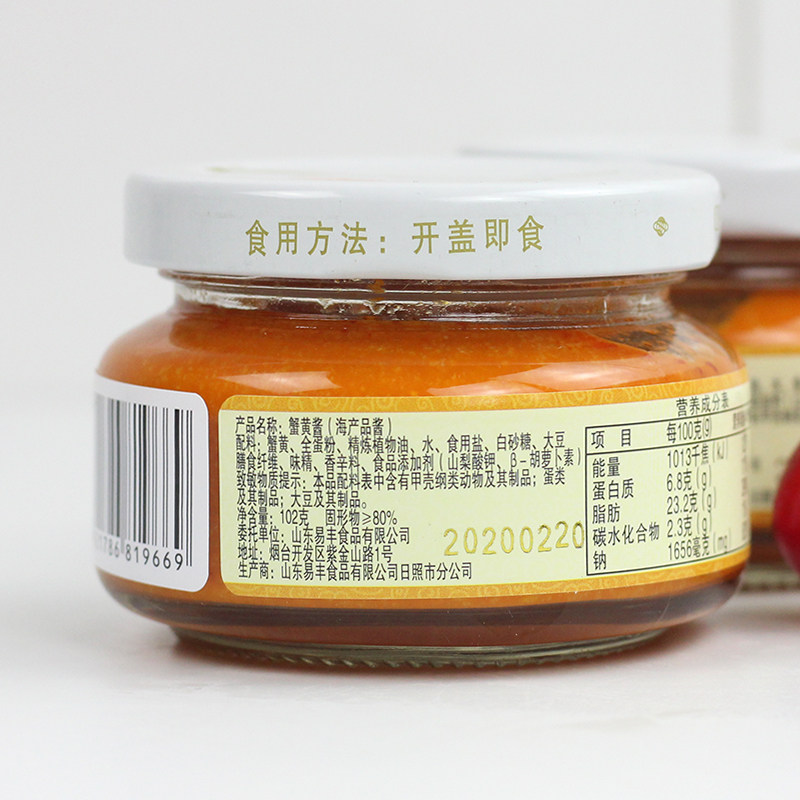 食用方法：开盖即食
产品名称：蟹黄酱（海产品酱）
配料：蟹黄、全蛋粉、精炼植物油、水、食用盐、白砂糖、大豆
膳食纤维、味精、香辛料、食品添加剂（山梨酸钾、β-胡萝卜素）
致敏物质提示：本品配料表中含有甲壳纲类动物及其制品；蛋类
及其制品；大豆及其制品。
净含量：102克 固形物≥80%
委托单位：山东易丰食品有限公司
地址：烟台开发区紫金山路1号
生产商：山东易丰食品有限公司日照市分公司
20200220
营养成分表
项目 每100克(g)
能量 1013千焦(kJ)
蛋白质 6.8克(g)
脂肪 23.2克(g)
碳水化合物 2.3克(g)
钠 1656毫克(mg)
786 819669